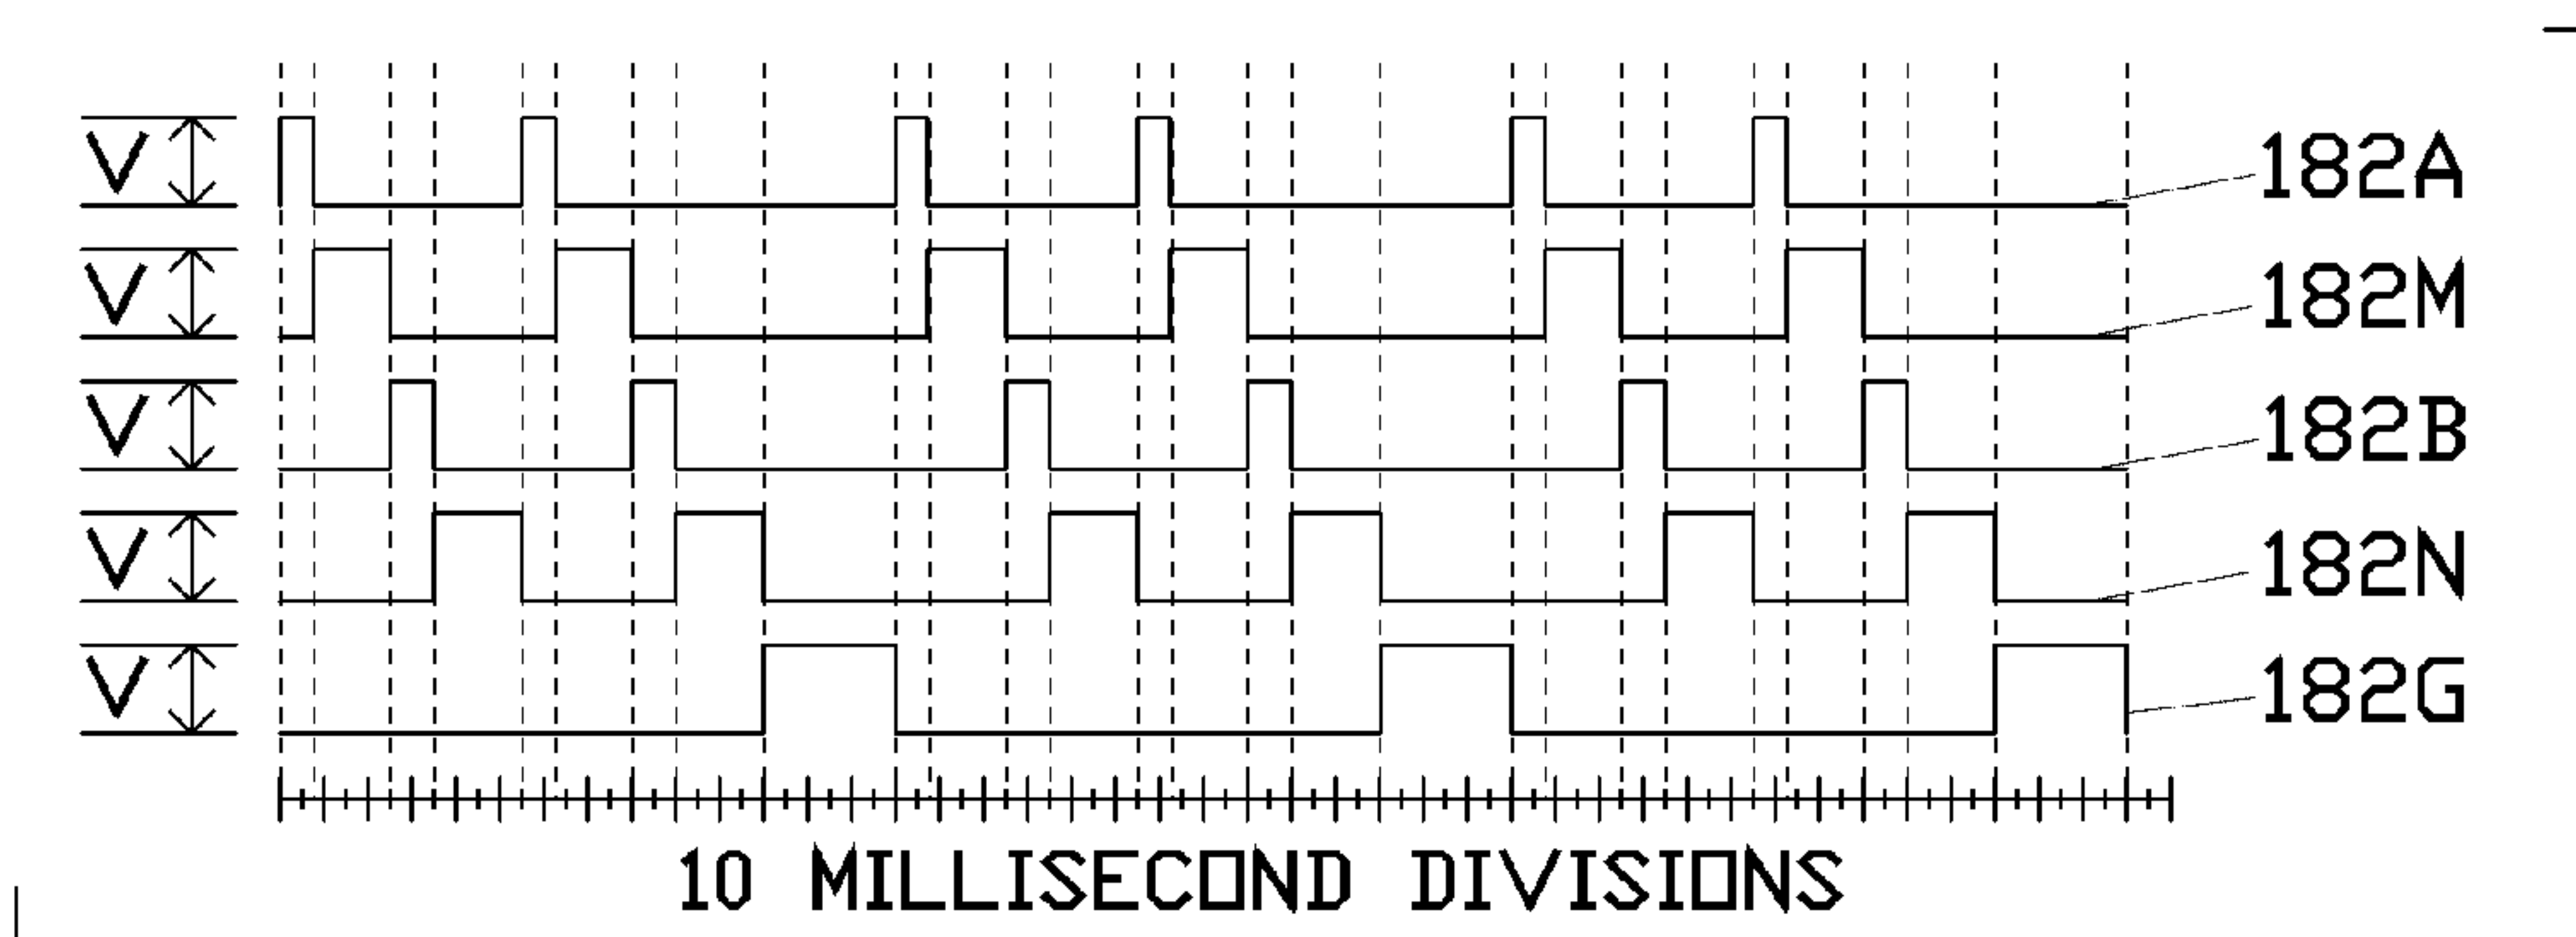 V 182A
V 182M
V 182B
V 182N
V 182G
10 MILLISECOND DIVISIONS